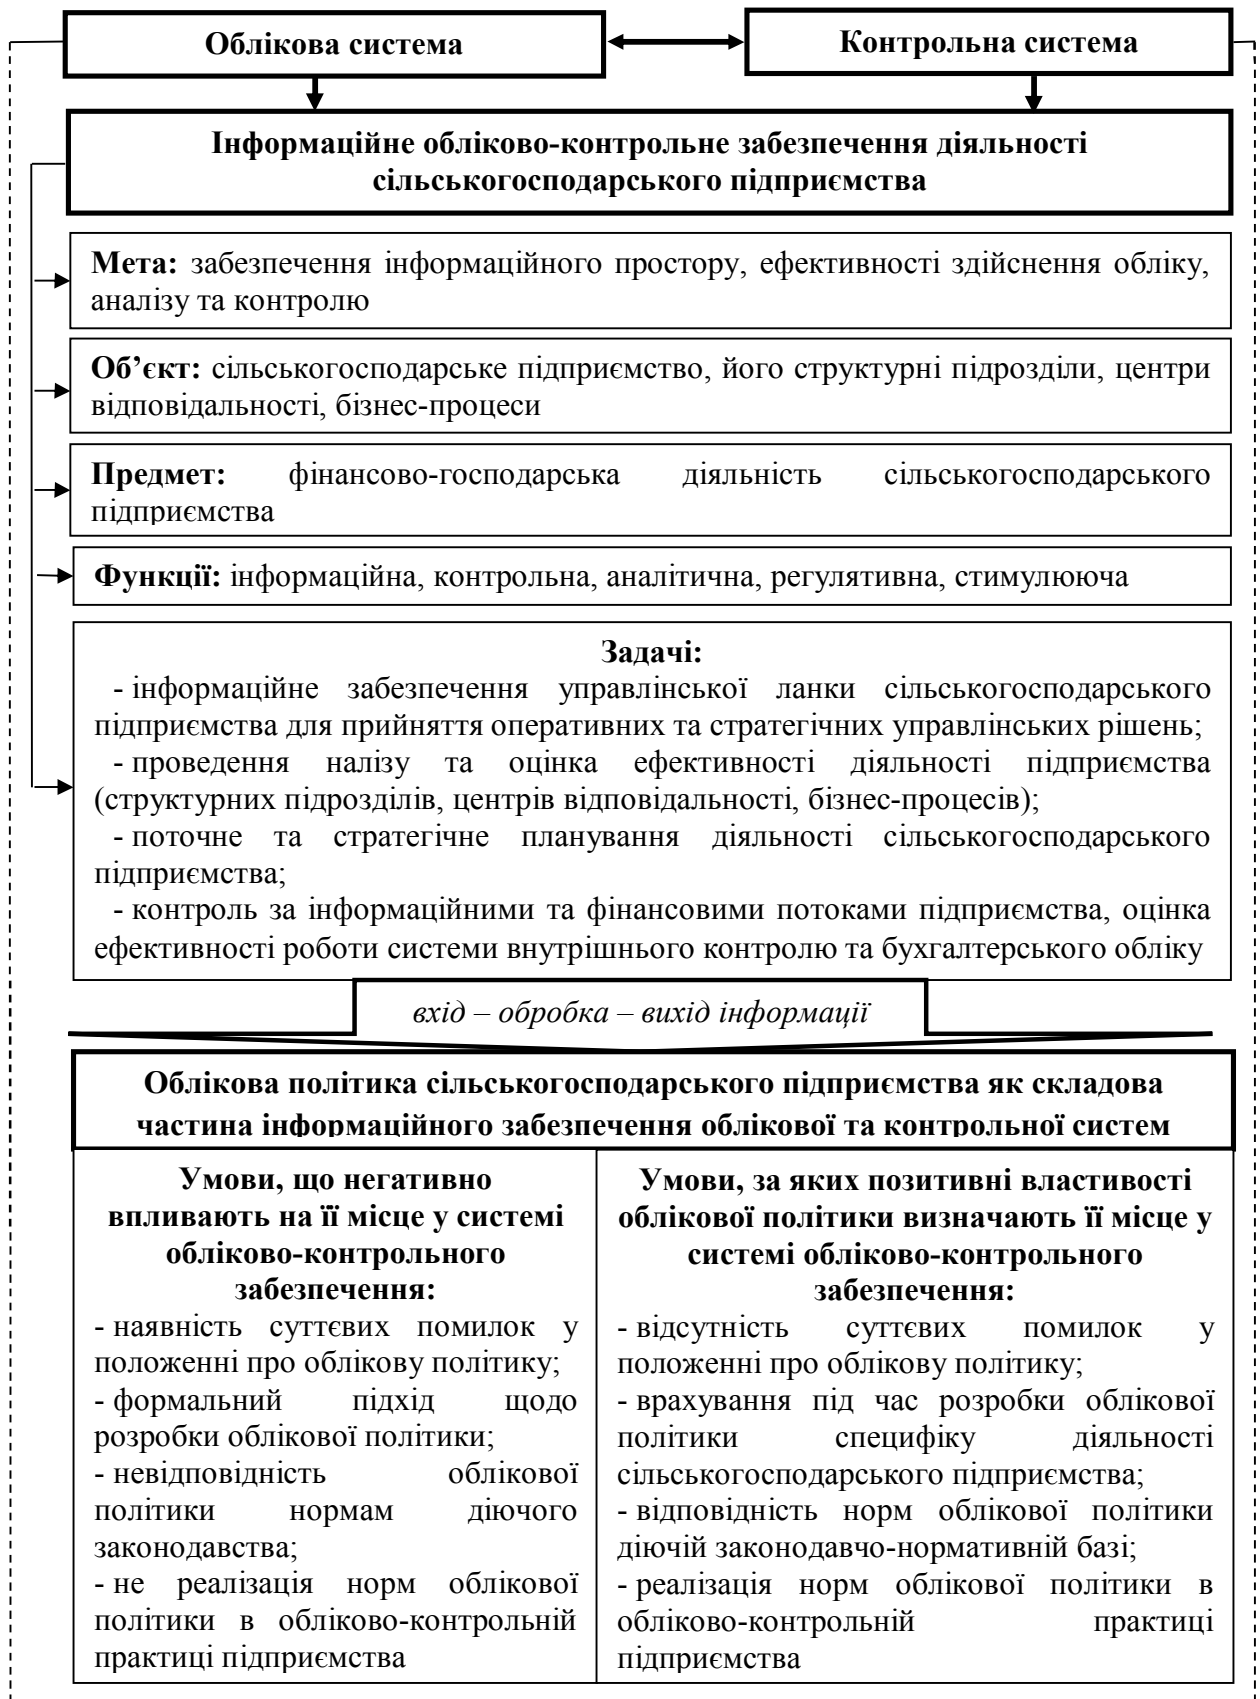 Облікова система
Контрольна система
Інформаційне обліково-контрольне забезпечення діяльності
сільськогосподарського підприємства
Мета: забезпечення інформаційного простору, ефективності здійснення обліку,
аналізу та контролю
Об’єкт: сільськогосподарське підприємство, його структурні підрозділи, центри
відповідальності, бізнес-процеси
Предмет: фінансово-господарська діяльність сільськогосподарського
підприємства
Функції: інформаційна, контрольна, аналітична, регулятивна, стимулююча
Задачі:
- інформаційне забезпечення управлінської ланки сільськогосподарського
підприємства для прийняття оперативних та стратегічних управлінських рішень;
- проведення налізу та оцінка ефективності діяльності підприємства
(структурних підрозділів, центрів відповідальності, бізнес-процесів);
- поточне та стратегічне планування діяльності сільськогосподарського
підприємства;
- контроль за інформаційними та фінансовими потоками підприємства, оцінка
ефективності роботи системи внутрішнього контролю та бухгалтерського обліку
вхід – обробка – вихід інформації
Облікова політика сільськогосподарського підприємства як складова
частина інформаційного забезпечення облікової та контрольної систем
Умови, що негативно
впливають на її місце у системі
обліково-контрольного
забезпечення:
- наявність суттєвих помилок у
положенні про облікову політику;
- формальний підхід щодо
розробки облікової політики;
- невідповідність облікової
політики нормам діючого
законодавства;
- не реалізація норм облікової
політики в обліково-контрольній
практиці підприємства
Умови, за яких позитивні властивості
облікової політики визначають її місце у
системі обліково-контрольного
забезпечення:
- відсутність суттєвих помилок у
положенні про облікову політику;
- врахування під час розробки облікової
політики специфіку діяльності
сільськогосподарського підприємства;
- відповідність норм облікової політики
діючій законодавчо-нормативній базі;
- реалізація норм облікової політики в
обліково-контрольній практиці
підприємства